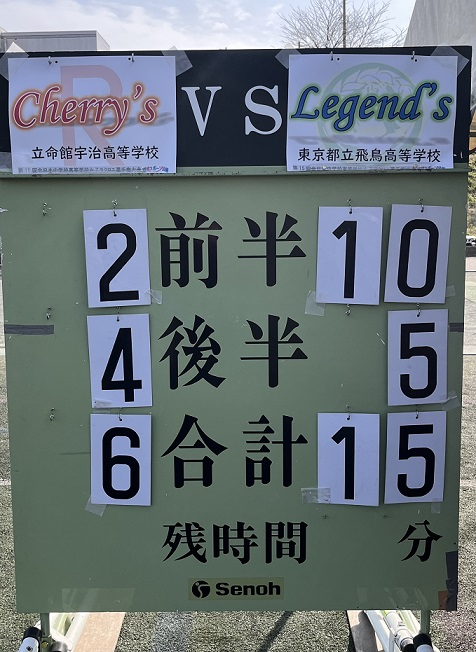 Cherry's VS Legend's
立命館宇治高等学校 東京都立飛鳥高等学校
2 前半 10
4 後半 5
6 合計 15
残時間 分
Senoh